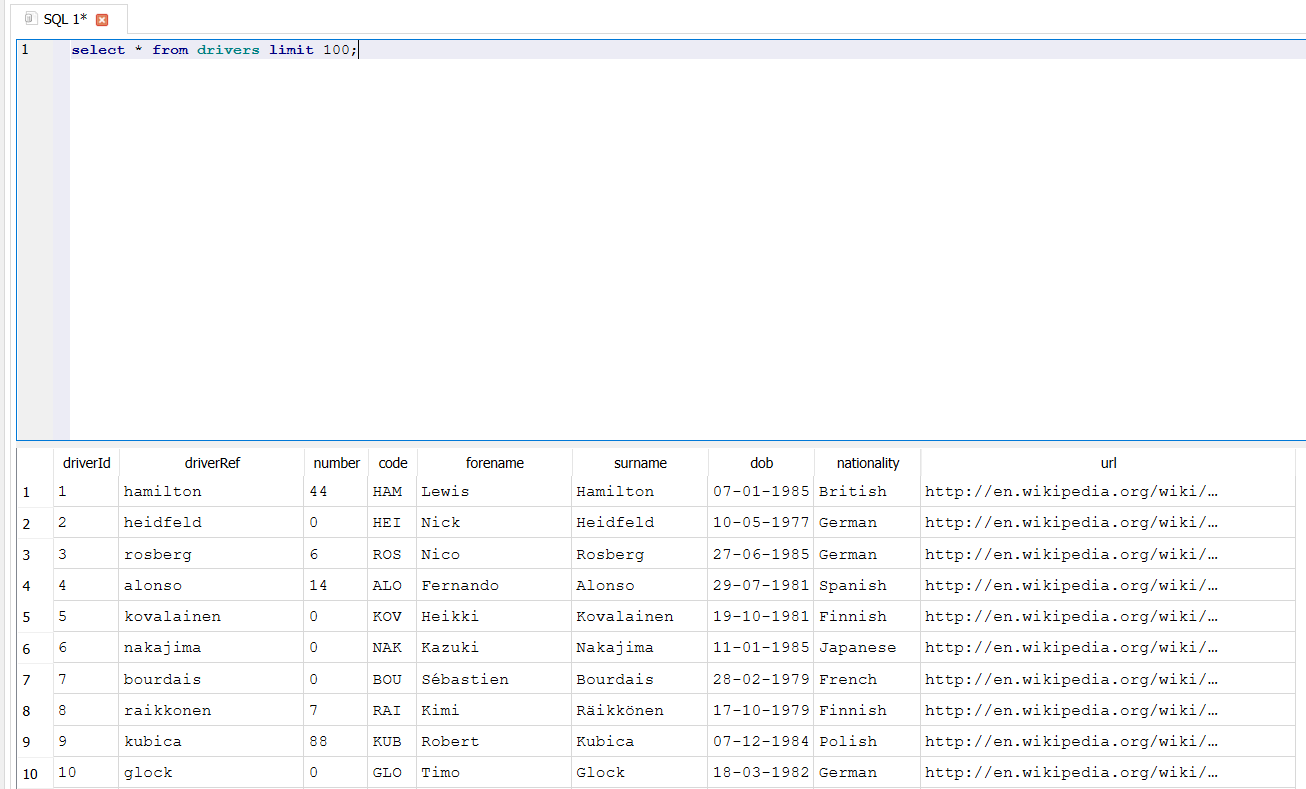 SQL 1*
1 select * from drivers limit 100;
driverId driverRef number code forename surname dob nationality url
1 1 hamilton 44 HAM Lewis Hamilton 07-01-1985 British http://en.wikipedia.org/wiki/…
2 2 heidfeld 0 HEI Nick Heidfeld 10-05-1977 German http://en.wikipedia.org/wiki/…
3 3 rosberg 6 ROS Nico Rosberg 27-06-1985 German http://en.wikipedia.org/wiki/…
4 4 alonso 14 ALO Fernando Alonso 29-07-1981 Spanish http://en.wikipedia.org/wiki/…
5 5 kovalainen 0 KOV Heikki Kovalainen 19-10-1981 Finnish http://en.wikipedia.org/wiki/…
6 6 nakajima 0 NAK Kazuki Nakajima 11-01-1985 Japanese http://en.wikipedia.org/wiki/…
7 7 bourdais 0 BOU Sébastien Bourdais 28-02-1979 French http://en.wikipedia.org/wiki/…
8 8 raikkonen 7 RAI Kimi Räikkönen 17-10-1979 Finnish http://en.wikipedia.org/wiki/…
9 9 kubica 88 KUB Robert Kubica 07-12-1984 Polish http://en.wikipedia.org/wiki/…
10 10 glock 0 GLO Timo Glock 18-03-1982 German http://en.wikipedia.org/wiki/…